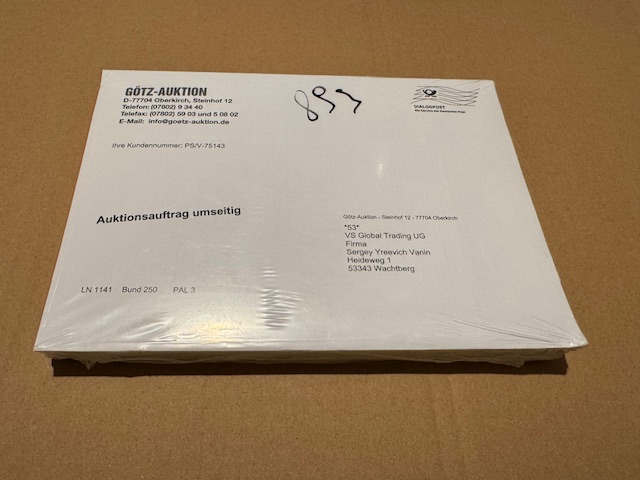 GÖTZ-AUKTION
D-77704 Oberkirch, Steinhof 12
Telefon: (07802) 9 34 40
Telefax: (07802) 59 03 und 5 08 02
E-Mail: info@goetz-auktion.de
Ihre Kundennummer: PS/V-75143
DIALOGPOST
Auktionsauftrag umseitig
Götz-Auktion - Steinhof 12 - 77704 Oberkirch
*53*
VS Global Trading UG
Firma
Sergey Yreevich Vanin
Heideweg 1
53343 Wachtberg
LN 1141 Bund 250 PAL 3